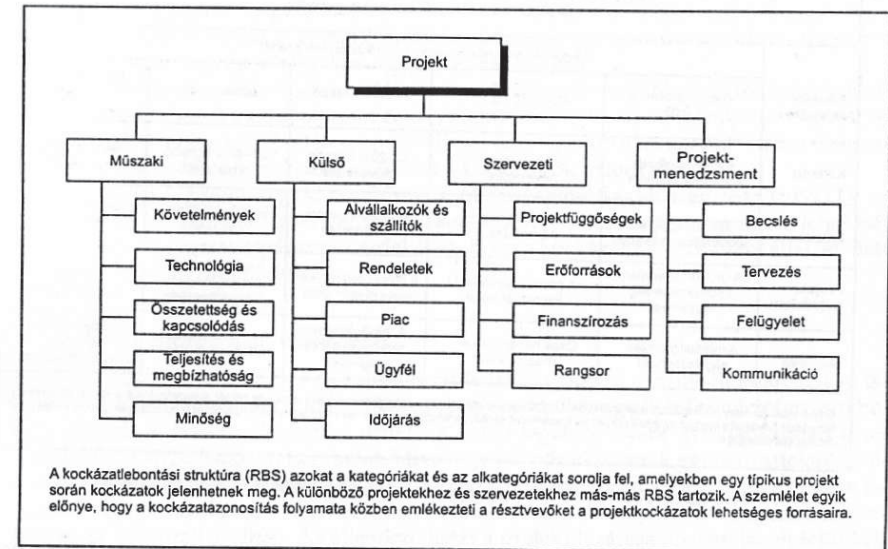 Projekt
Műszaki
Külső
Szervezeti
Projekt-
menedzsment
Követelmények
Technológia
Összetettség és
kapcsolódás
Teljesítés és
megbízhatóság
Minőség
Alvállalkozók és
szállítók
Rendeletek
Piac
Ügyfél
Időjárás
Projektfüggőségek
Erőforrások
Finanszírozás
Rangsor
Becslés
Tervezés
Felügyelet
Kommunikáció
A kockázatlebontási struktúra (RBS) azokat a kategóriákat és az alkategóriákat sorolja fel, amelyekben egy típikus projekt
során kockázatok jelenhetnek meg. A különböző projektekhez és szervezetekhez más-más RBS tartozik. A szemlélet egyik
előnye, hogy a kockázatazonosítás folyamata közben emlékezteti a résztvevőket a projektkockázatok lehetséges forrásaira.